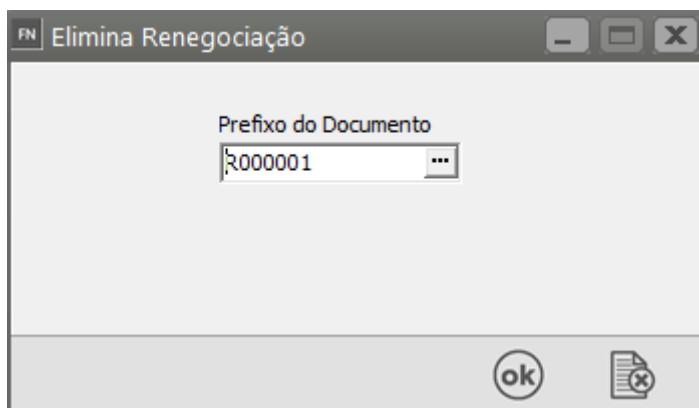 FN Elimina Renegociação
Prefixo do Documento
R000001 ...
ok